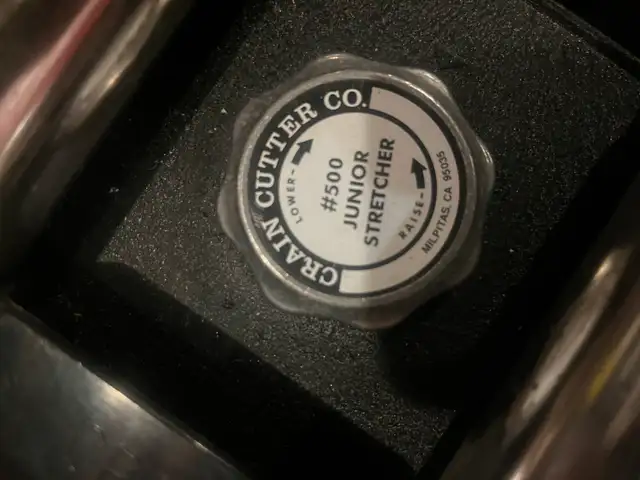 CRAIN CUTTER CO.
LOWER-
#500
JUNIOR
STRETCHER
RAISE-
MILPITAS, CA 95035